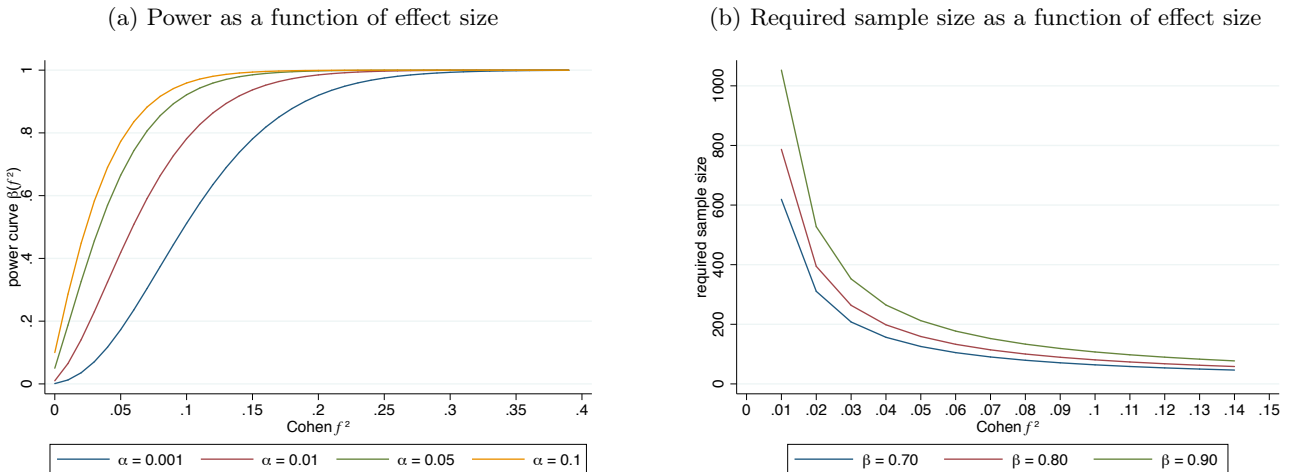 (a) Power as a function of effect size
power curve β(f²)
1
.8
.6
.4
.2
0
0 .05 .1 .15 .2 .25 .3 .35 .4
Cohen f²
α = 0.001 α = 0.01 α = 0.05 α = 0.1
(b) Required sample size as a function of effect size
required sample size
1000
800
600
400
200
0
0 .01 .02 .03 .04 .05 .06 .07 .08 .09 .1 .11 .12 .13 .14 .15
Cohen f²
β = 0.70 β = 0.80 β = 0.90